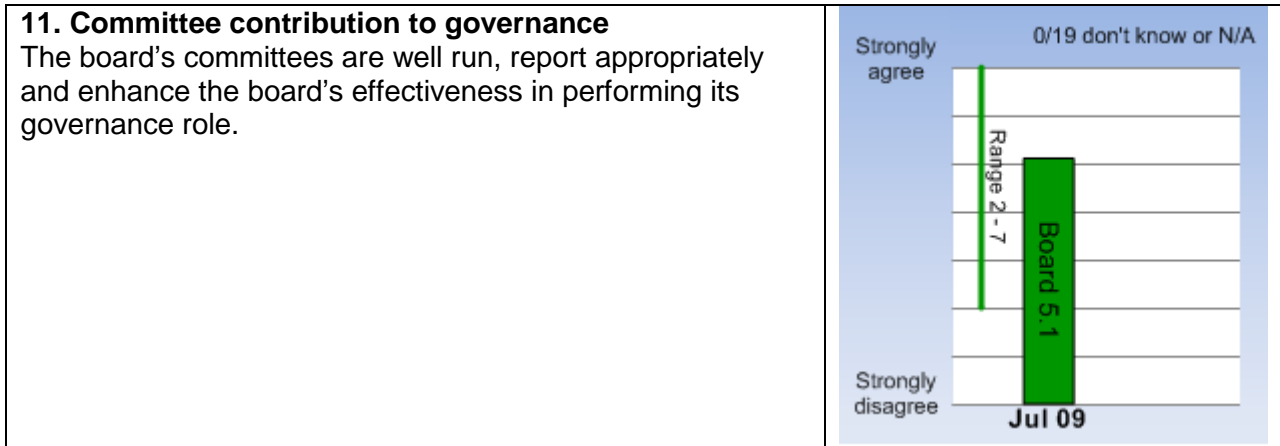 11. Committee contribution to governance
The board’s committees are well run, report appropriately
and enhance the board’s effectiveness in performing its
governance role.
0/19 don't know or N/A
Strongly
agree
Range 2 - 7
Board 5.1
Strongly
disagree
Jul 09